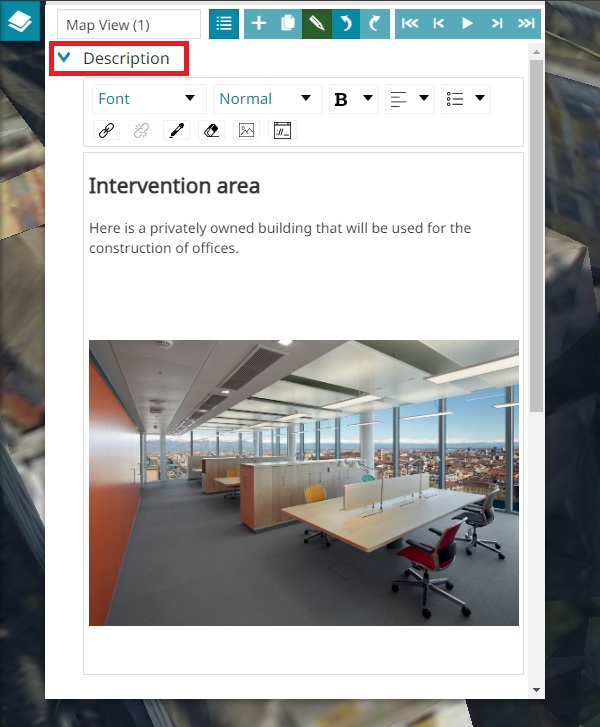 Map View (1)
Description
Font
Normal
B
Intervention area
Here is a privately owned building that will be used for the
construction of offices.